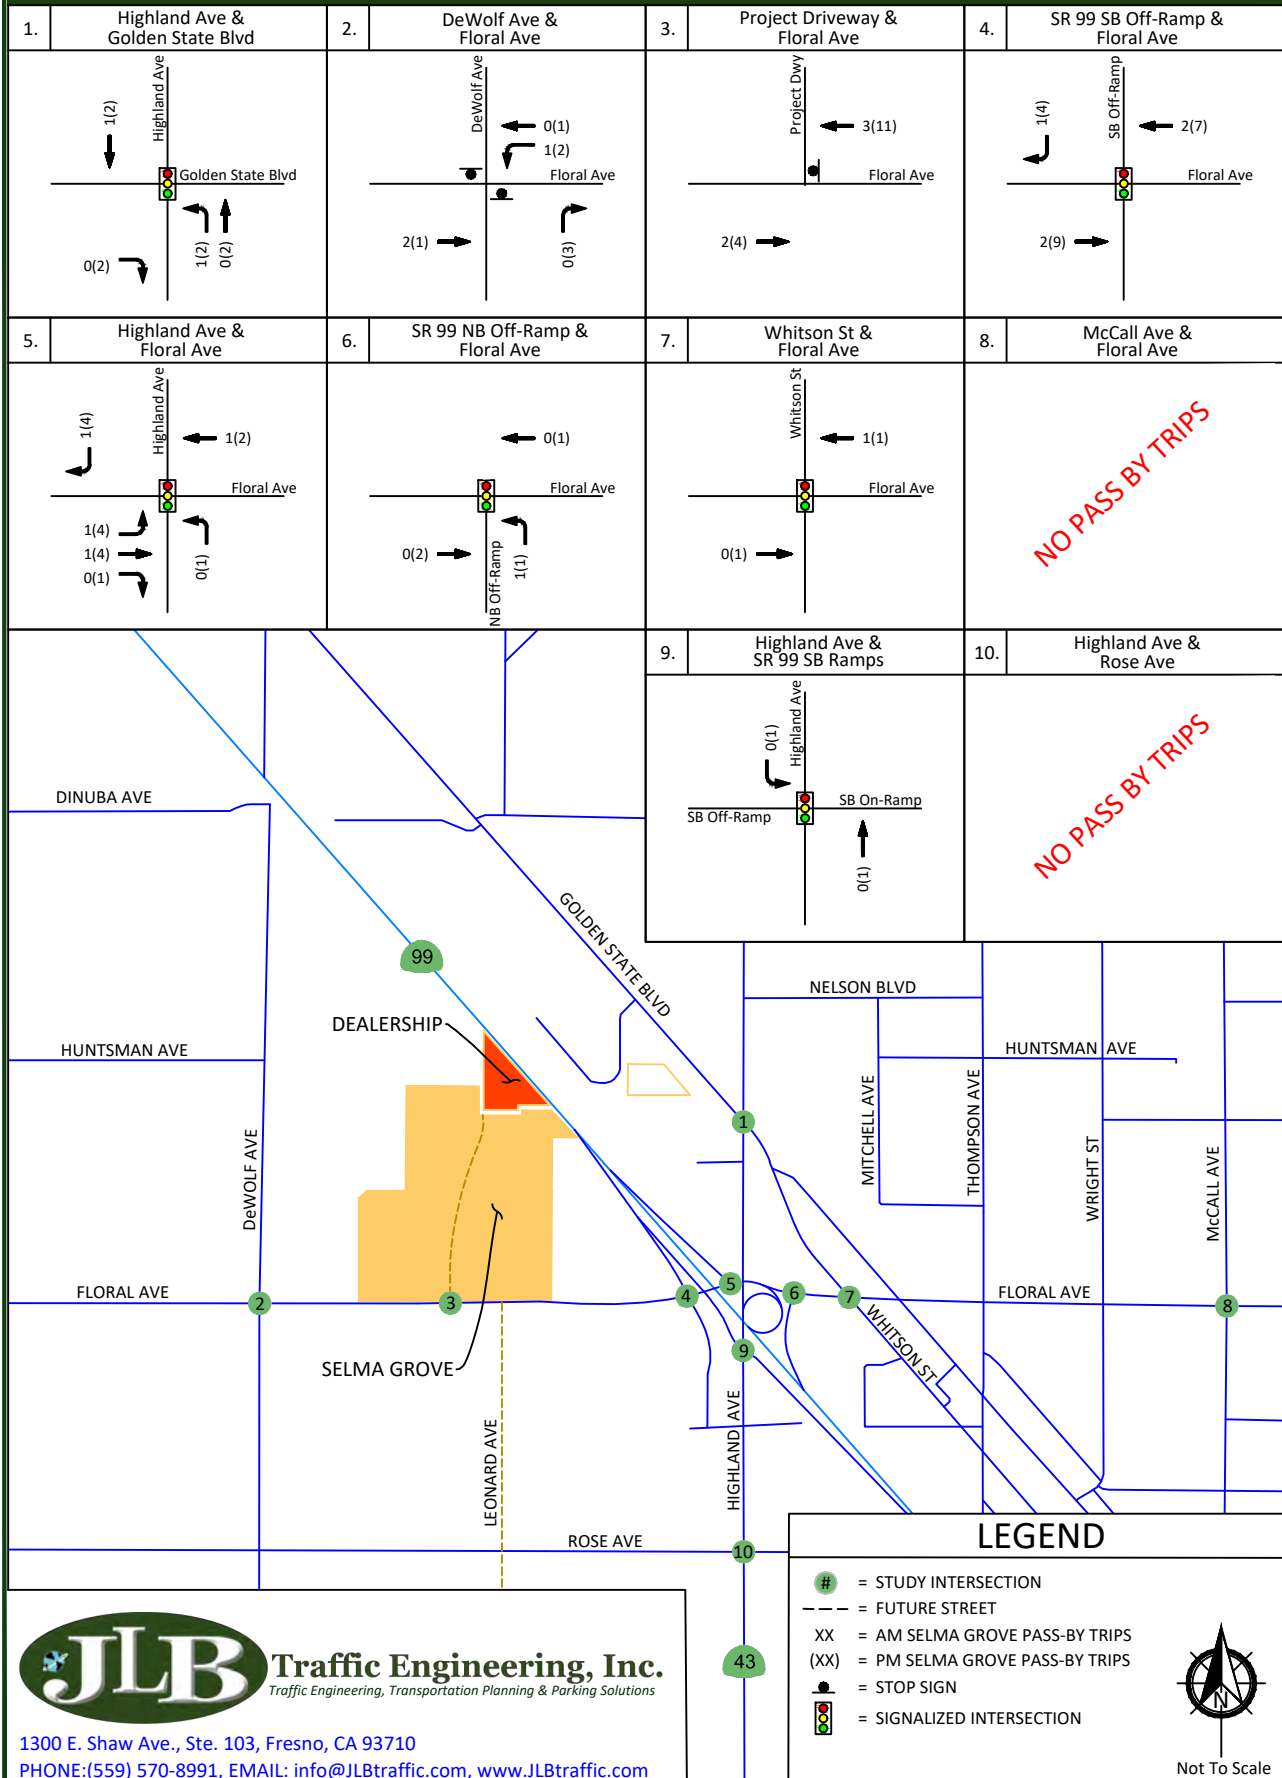 1.
Highland Ave &
Golden State Blvd
1(2)
Highland Ave
Golden State Blvd
0(2)
1(2)
0(2)
2.
DeWolf Ave &
Floral Ave
DeWolf Ave
0(1)
1(2)
Floral Ave
2(1)
0(3)
3.
Project Driveway &
Floral Ave
Project Dwy
3(11)
Floral Ave
2(4)
4.
SR 99 SB Off-Ramp &
Floral Ave
1(4)
SB Off-Ramp
2(7)
Floral Ave
2(9)
5.
Highland Ave &
Floral Ave
1(4)
Highland Ave
1(2)
Floral Ave
1(4)
1(4)
0(1)
0(1)
6.
SR 99 NB Off-Ramp &
Floral Ave
0(1)
Floral Ave
0(2)
NB Off-Ramp
1(1)
7.
Whitson St &
Floral Ave
Whitson St
1(1)
Floral Ave
0(1)
8.
McCall Ave &
Floral Ave
NO PASS BY TRIPS
9.
Highland Ave &
SR 99 SB Ramps
0(1)
Highland Ave
SB On-Ramp
SB Off-Ramp
0(1)
10.
Highland Ave &
Rose Ave
NO PASS BY TRIPS
DINUBA AVE
GOLDEN STATE BLVD
99
NELSON BLVD
DEALERSHIP
HUNTSMAN AVE
HUNTSMAN AVE
MITCHELL AVE
THOMPSON AVE
WRIGHT ST
McCALL AVE
DeWOLF AVE
1
FLORAL AVE
2
3
4
5
6
7
FLORAL AVE
8
9
WHITSON ST
SELMA GROVE
LEONARD AVE
HIGHLAND AVE
ROSE AVE
10
43
LEGEND
# = STUDY INTERSECTION
= FUTURE STREET
XX = AM SELMA GROVE PASS-BY TRIPS
(XX) = PM SELMA GROVE PASS-BY TRIPS
= STOP SIGN
= SIGNALIZED INTERSECTION
N
Not To Scale
JLB
Traffic Engineering, Inc.
Traffic Engineering, Transportation Planning & Parking Solutions
1300 E. Shaw Ave., Ste. 103, Fresno, CA 93710
PHONE:(559) 570-8991, EMAIL: info@JLBtraffic.com, www.JLBtraffic.com